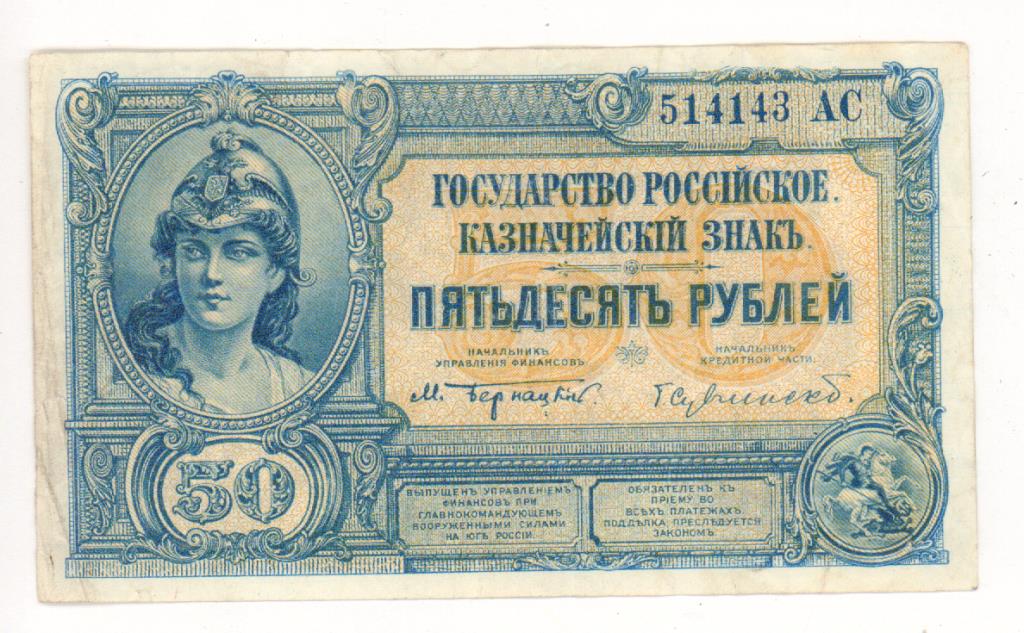 514143 АС
ГОСУДАРСТВО РОССІЙСКОЕ.
КАЗНАЧЕЙСКІЙ ЗНАКЪ.
ПЯТЬДЕСЯТЪ РУБЛЕЙ
НАЧАЛЬНИКЪ
УПРАВЛЕНІЯ ФИНАНСОВЪ
НАЧАЛЬНИКЪ
КРЕДИТНОЙ ЧАСТИ.
М. Бернацкій.
50
ВЫПУЩЕНЪ УПРАВЛЕНІЕМЪ
ФИНАНСОВЪ ПРИ
ГЛАВНОКОМАНДУЮЩЕМЪ
ВООРУЖЕННЫМИ СИЛАМИ
НА ЮГѢ РОССІИ.
ОБЯЗАТЕЛЕНЪ КЪ
ПРІЕМУ ВО
ВСѢХЪ ПЛАТЕЖАХЪ.
ПОДДѢЛКА ПРЕСЛѢДУЕТСЯ
ЗАКОНОМЪ.